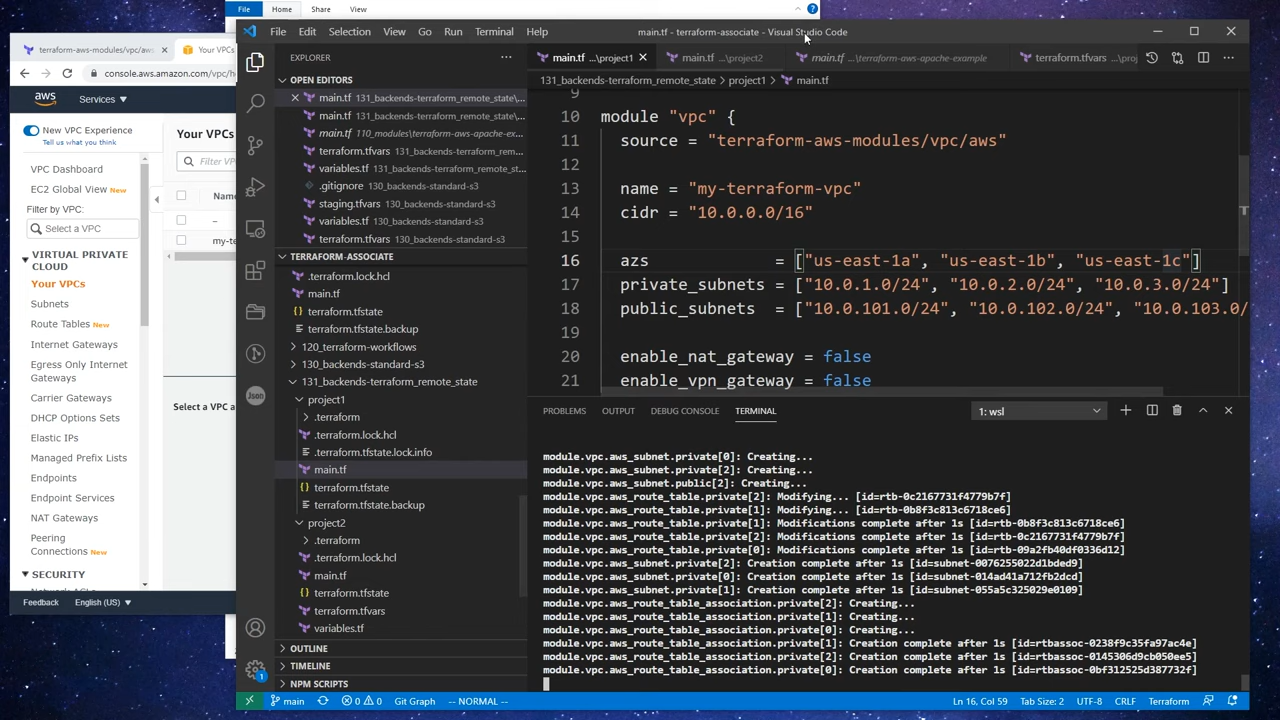 File
Home
Share
View
terraform-aws-modules/vpc/aws
Your VPCs
console.aws.amazon.com/vpc/h
aws
Services
New VPC Experience
Tell us what you think
VPC Dashboard
EC2 Global View New
Filter by VPC:
Select a VPC
VIRTUAL PRIVATE
CLOUD
Your VPCs
Subnets
Route Tables New
Internet Gateways
Egress Only Internet
Gateways
Carrier Gateways
DHCP Options Sets
Elastic IPs
Managed Prefix Lists
Endpoints
Endpoint Services
NAT Gateways
Peering
Connections New
SECURITY
Feedback
English (US)
Your VPCs
Filter VP
Name
–
my-te
Select a VPC a
File Edit Selection View Go Run Terminal Help
main.tf - terraform-associate - Visual Studio Code
EXPLORER
OPEN EDITORS
main.tf 131_backends-terraform_remote_state\...
main.tf 131_backends-terraform_remote_state\...
main.tf 110_modules\terraform-aws-apache-ex...
terraform.tfvars 131_backends-terraform_rem...
variables.tf 131_backends-terraform_remote_st...
.gitignore 130_backends-standard-s3
staging.tfvars 130_backends-standard-s3
variables.tf 130_backends-standard-s3
terraform.tfvars 130_backends-standard-s3
TERRAFORM-ASSOCIATE
.terraform.lock.hcl
main.tf
terraform.tfstate
terraform.tfstate.backup
120_terraform-workflows
130_backends-standard-s3
131_backends-terraform_remote_state
project1
.terraform
.terraform.lock.hcl
.terraform.tfstate.lock.info
main.tf
terraform.tfstate
terraform.tfstate.backup
project2
.terraform
.terraform.lock.hcl
main.tf
terraform.tfstate
terraform.tfvars
variables.tf
OUTLINE
TIMELINE
NPM SCRIPTS
Json
1
main.tf ...\project1
main.tf ...\project2
main.tf ...\terraform-aws-apache-example
terraform.tfvars ...\proj
131_backends-terraform_remote_state > project1 > main.tf
9
10 module "vpc" {
11 source = "terraform-aws-modules/vpc/aws"
12
13 name = "my-terraform-vpc"
14 cidr = "10.0.0.0/16"
15
16 azs = ["us-east-1a", "us-east-1b", "us-east-1c"]
17 private_subnets = ["10.0.1.0/24", "10.0.2.0/24", "10.0.3.0/24"]
18 public_subnets = ["10.0.101.0/24", "10.0.102.0/24", "10.0.103.0/
19
20 enable_nat_gateway = false
21 enable_vpn_gateway = false
PROBLEMS OUTPUT DEBUG CONSOLE TERMINAL
1: wsl
module.vpc.aws_subnet.private[0]: Creating...
module.vpc.aws_subnet.private[2]: Creating...
module.vpc.aws_subnet.public[2]: Creating...
module.vpc.aws_route_table.private[2]: Modifying... [id=rtb-0c2167731f4779b7f]
module.vpc.aws_route_table.private[1]: Modifying... [id=rtb-0b8f3c813c6718ce6]
module.vpc.aws_route_table.private[1]: Modifications complete after 1s [id=rtb-0b8f3c813c6718ce6]
module.vpc.aws_route_table.private[2]: Modifications complete after 1s [id=rtb-0c2167731f4779b7f]
module.vpc.aws_route_table.private[0]: Modifications complete after 1s [id=rtb-09a2fb40df0336d12]
module.vpc.aws_subnet.private[2]: Creation complete after 1s [id=subnet-0076255022d1bded9]
module.vpc.aws_subnet.private[0]: Creation complete after 1s [id=subnet-014ad41a712fb2dcd]
module.vpc.aws_subnet.private[1]: Creation complete after 1s [id=subnet-055a5c325029e0109]
module.vpc.aws_route_table_association.private[2]: Creating...
module.vpc.aws_route_table_association.private[1]: Creating...
module.vpc.aws_route_table_association.private[0]: Creating...
module.vpc.aws_route_table_association.private[1]: Creation complete after 1s [id=rtbassoc-0238f9c35fa97ac4e]
module.vpc.aws_route_table_association.private[2]: Creation complete after 1s [id=rtbassoc-0145306d9cb050ee5]
module.vpc.aws_route_table_association.private[0]: Creation complete after 1s [id=rtbassoc-0bf312525d387732f]
main
0 0
Git Graph
-- NORMAL --
Ln 16, Col 59
Tab Size: 2
UTF-8
CRLF
Terraform